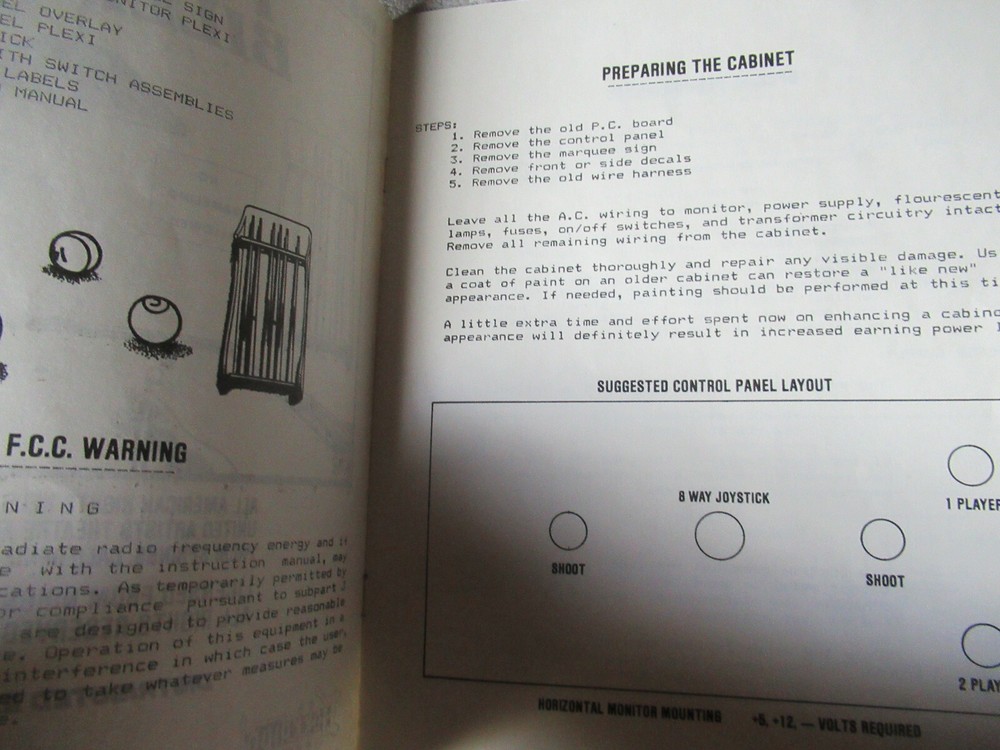 E SIGN
ONITOR PLEXI
EL OVERLAY
EL PLEXI
ICK
ITH SWITCH ASSEMBLIES
LABELS
MANUAL
F.C.C. WARNING
N I N G
adiate radio frequency energy and if
e With the instruction manual, may
cations. As temporarily permitted by
or compliance pursuant to subpart J
are designed to provide reasonable
e. Operation of this equipment in a
interference in which case the user,
ed to take whatever measures may be
e.
PREPARING THE CABINET
STEPS:
1. Remove the old P.C. board
2. Remove the control panel
3. Remove the marquee sign
4. Remove front or side decals
5. Remove the old wire harness
Leave all the A.C. wiring to monitor, power supply, flourescent
lamps, fuses, on/off switches, and transformer circuitry intact
Remove all remaining wiring from the cabinet.
Clean the cabinet thoroughly and repair any visible damage. Us
a coat of paint on an older cabinet can restore a "like new"
appearance. If needed, painting should be performed at this ti
A little extra time and effort spent now on enhancing a cabine
appearance will definitely result in increased earning power l
SUGGESTED CONTROL PANEL LAYOUT
8 WAY JOYSTICK
1 PLAYER
SHOOT
SHOOT
2 PLAY
HORIZONTAL MONITOR MOUNTING +5, +12, — VOLTS REQUIRED